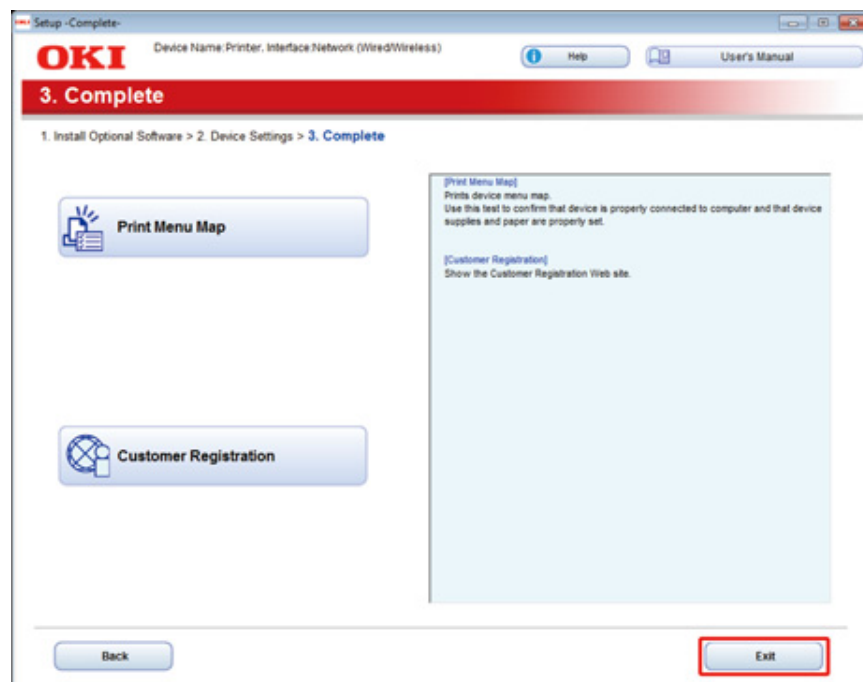 Setup -Complete-
OKI
Device Name:Printer. Interface:Network (Wired/Wireless)
Help
User's Manual
3. Complete
1. Install Optional Software > 2. Device Settings > 3. Complete
Print Menu Map
[Print Menu Map]
Prints device menu map.
Use this test to confirm that device is properly connected to computer and that device
supplies and paper are properly set.
[Customer Registration]
Show the Customer Registration Web site.
Customer Registration
Back
Exit